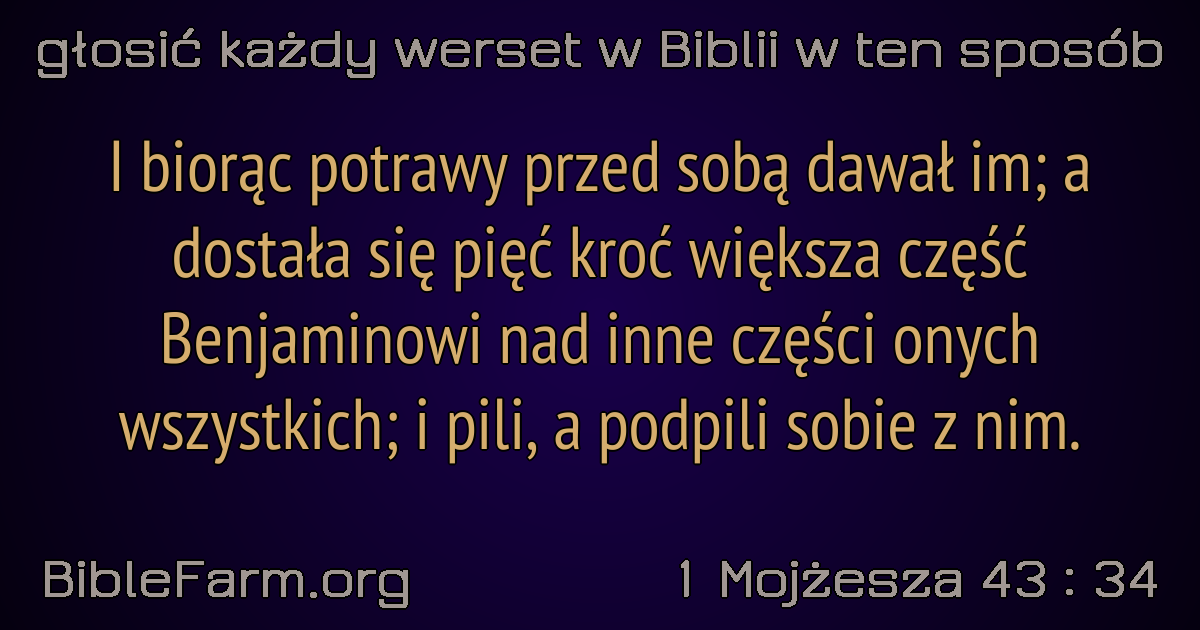 głosić każdy werset w Biblii w ten sposób
I biorąc potrawy przed sobą dawał im; a
dostała się pięć kroć większa część
Benjaminowi nad inne części onych
wszystkich; i pili, a podpili sobie z nim.
BibleFarm.org
1 Mojżesza 43 : 34